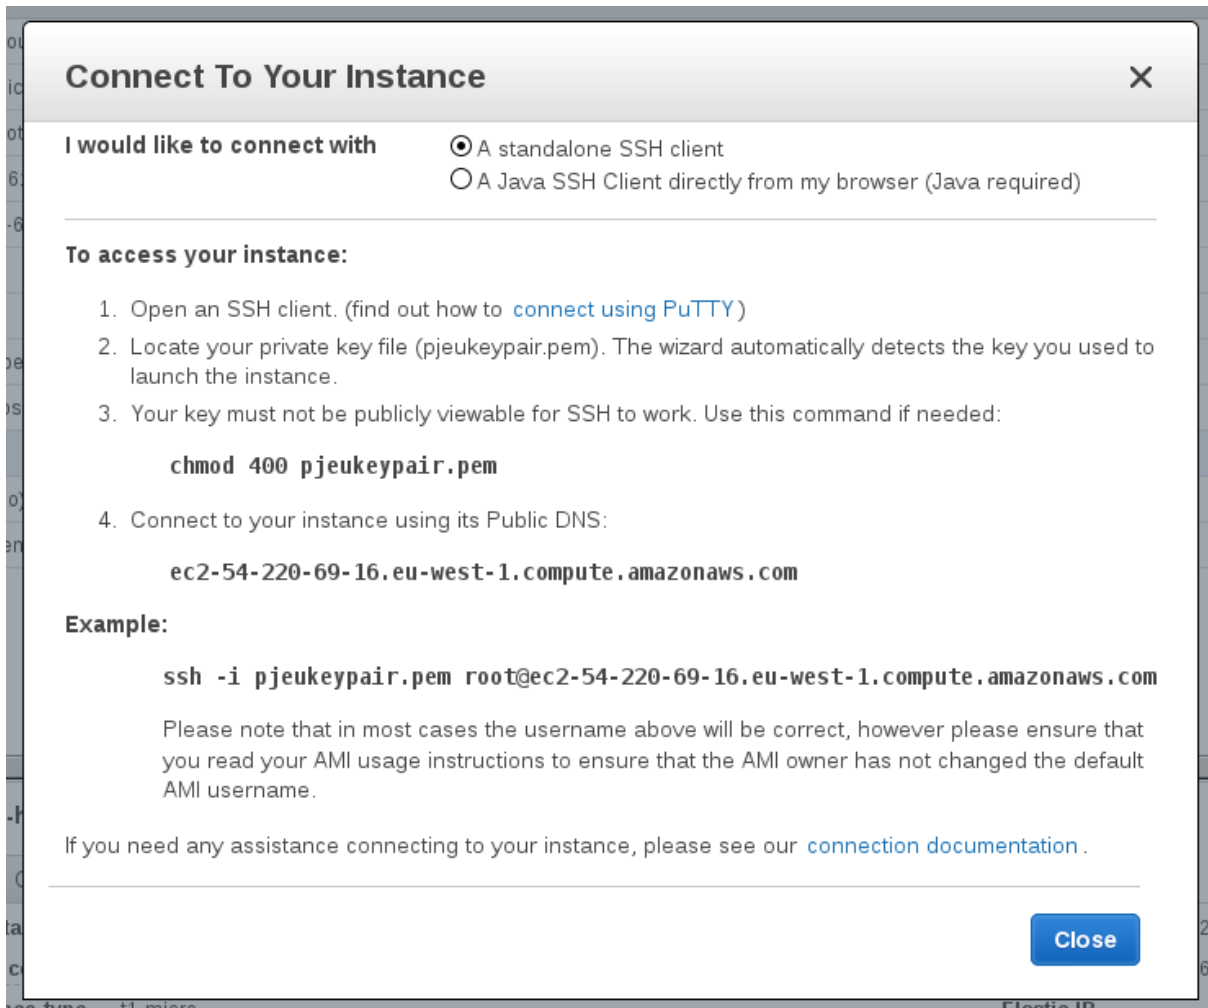 Connect To Your Instance
I would like to connect with
A standalone SSH client
A Java SSH Client directly from my browser (Java required)
To access your instance:
1. Open an SSH client. (find out how to connect using PuTTY)
2. Locate your private key file (pjeukeypair.pem). The wizard automatically detects the key you used to
launch the instance.
3. Your key must not be publicly viewable for SSH to work. Use this command if needed:
chmod 400 pjeukeypair.pem
4. Connect to your instance using its Public DNS:
ec2-54-220-69-16.eu-west-1.compute.amazonaws.com
Example:
ssh -i pjeukeypair.pem root@ec2-54-220-69-16.eu-west-1.compute.amazonaws.com
Please note that in most cases the username above will be correct, however please ensure that
you read your AMI usage instructions to ensure that the AMI owner has not changed the default
AMI username.
If you need any assistance connecting to your instance, please see our connection documentation.
Close
t1.micro
Elastic IP